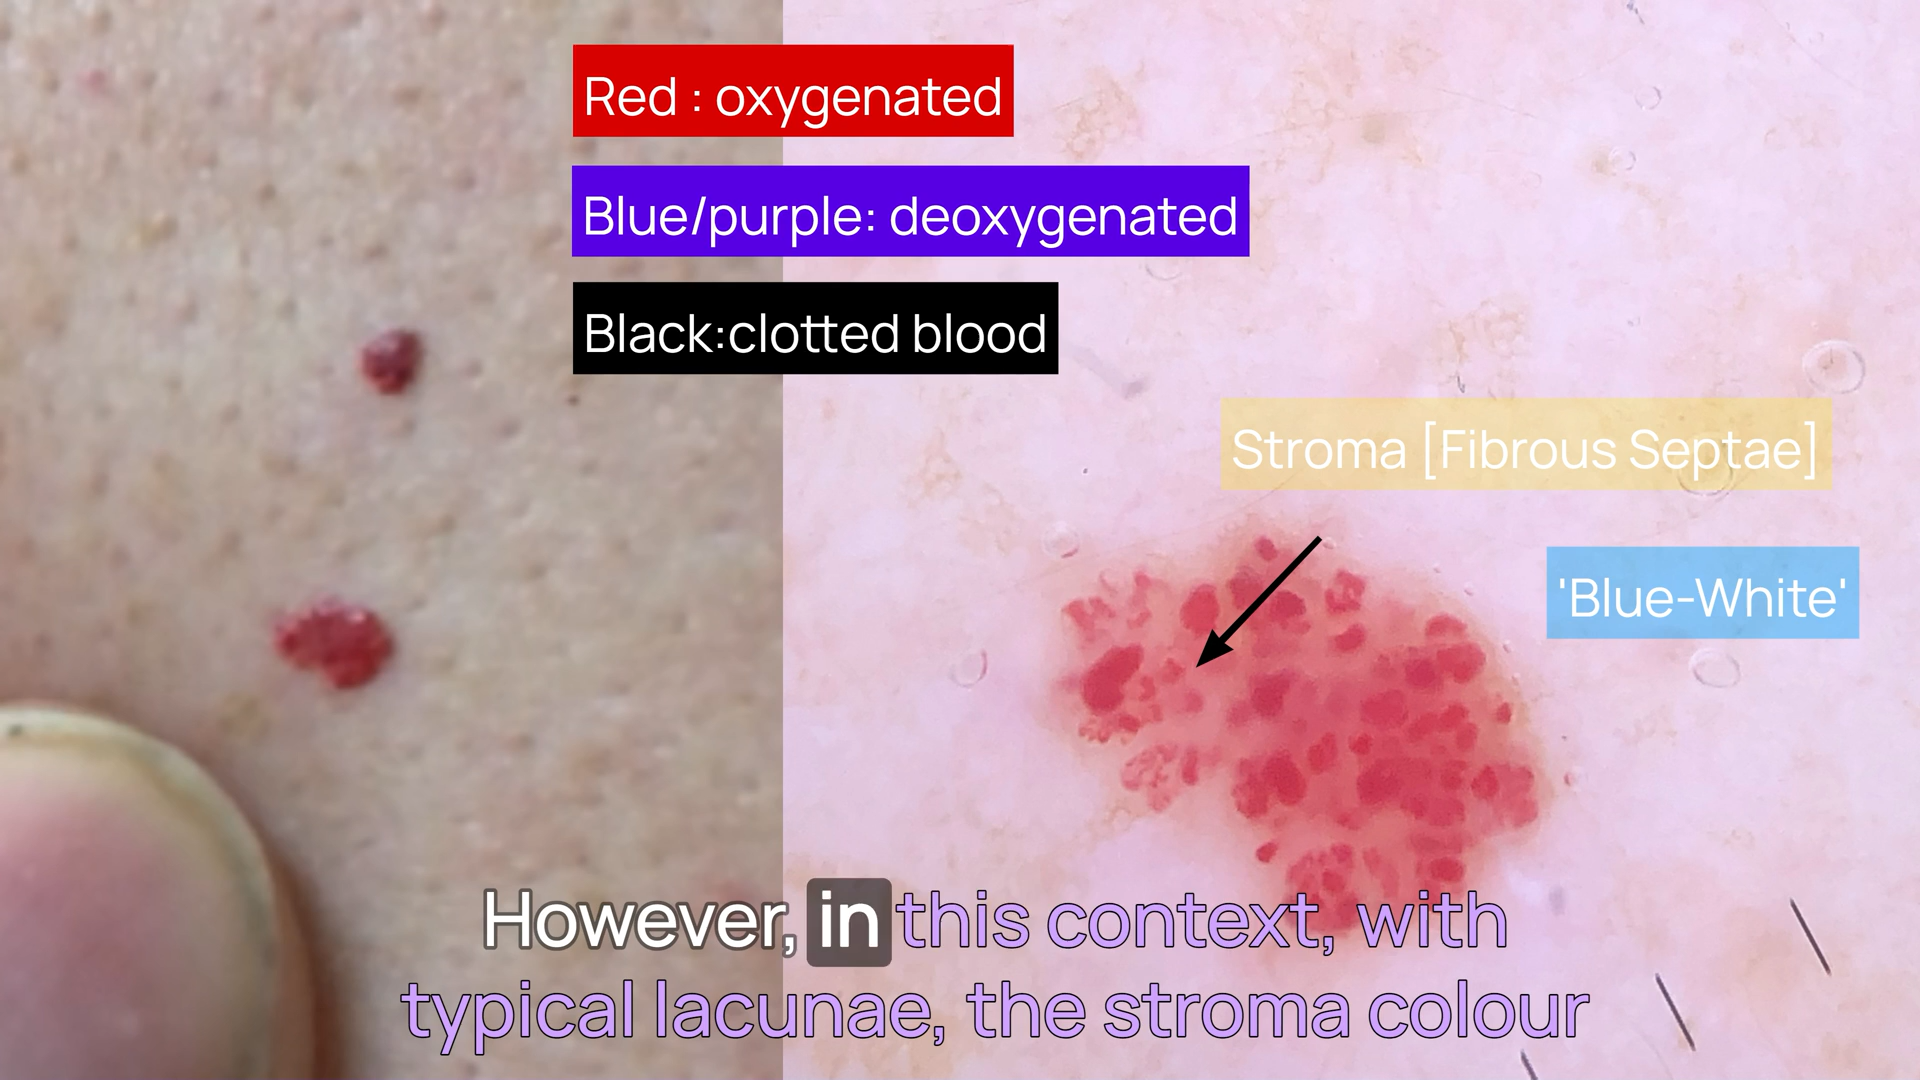 Red : oxygenated
Blue/purple: deoxygenated
Black:clotted blood
Stroma [Fibrous Septae]
'Blue-White'
However, in this context, with
typical lacunae, the stroma colour